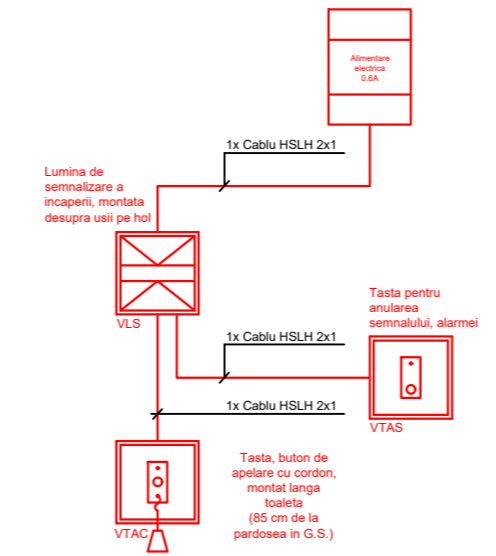 Alimentare
electrica
0.6A
1x Cablu HSLH 2x1
Lumina de
semnalizare a
incaperii, montata
desupra usii pe hol
VLS
Tasta pentru
anularea
semnalului, alarmei
1x Cablu HSLH 2x1
VTAS
1x Cablu HSLH 2x1
Tasta, buton de
apelare cu cordon,
montat langa
toaleta
(85 cm de la
pardosea in G.S.)
VTAC